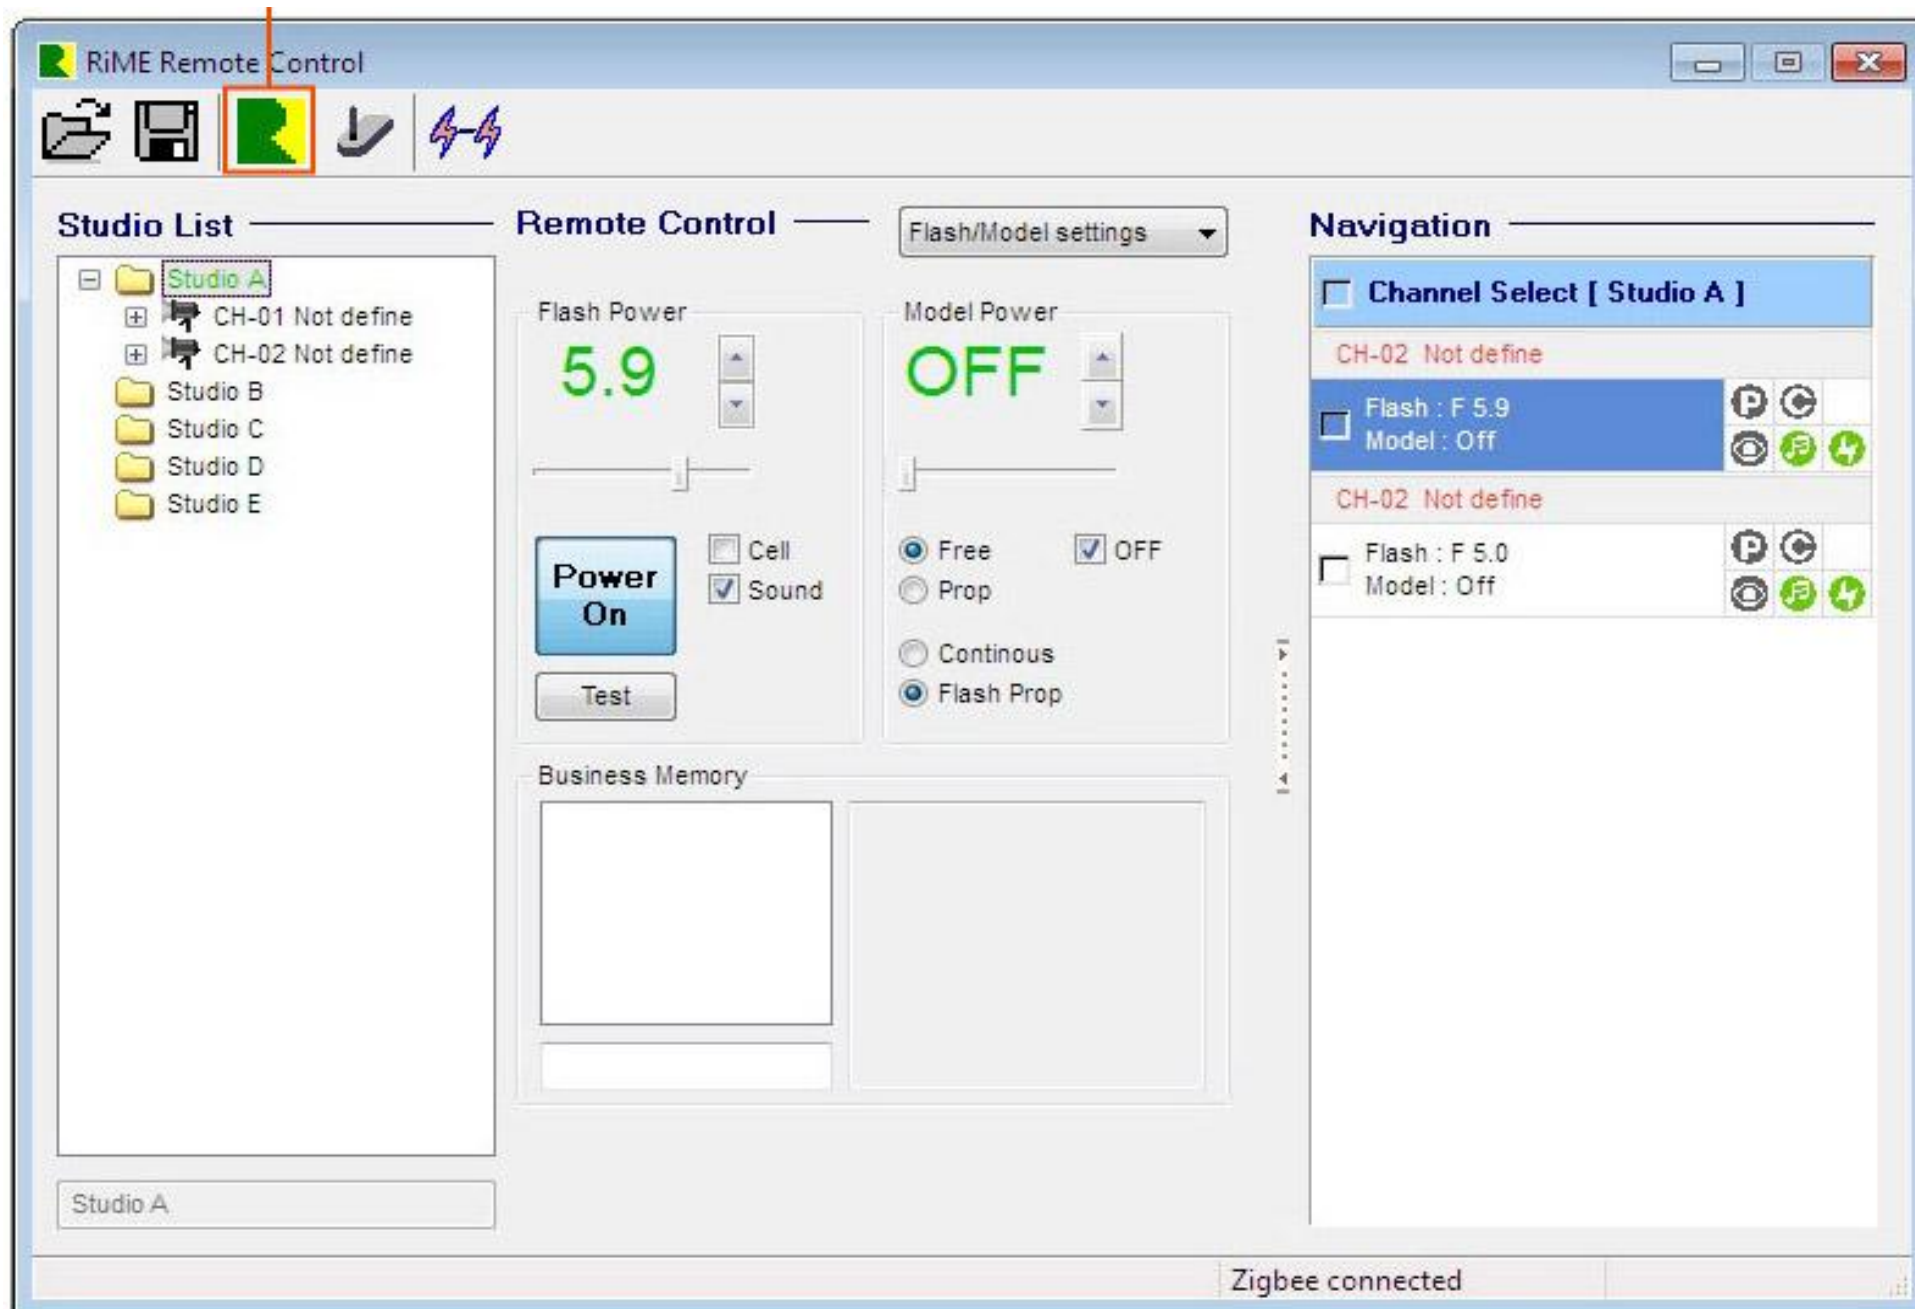 RiME Remote Control
Studio List
Studio A
CH-01 Not define
CH-02 Not define
Studio B
Studio C
Studio D
Studio E
Studio A
Remote Control
Flash/Model settings
Flash Power
5.9
Power
On
Cell
Sound
Test
Model Power
OFF
Free
OFF
Prop
Continous
Flash Prop
Business Memory
Navigation
Channel Select [ Studio A ]
CH-02 Not define
Flash : F 5.9
Model : Off
P C
CH-02 Not define
Flash : F 5.0
Model : Off
P C
Zigbee connected